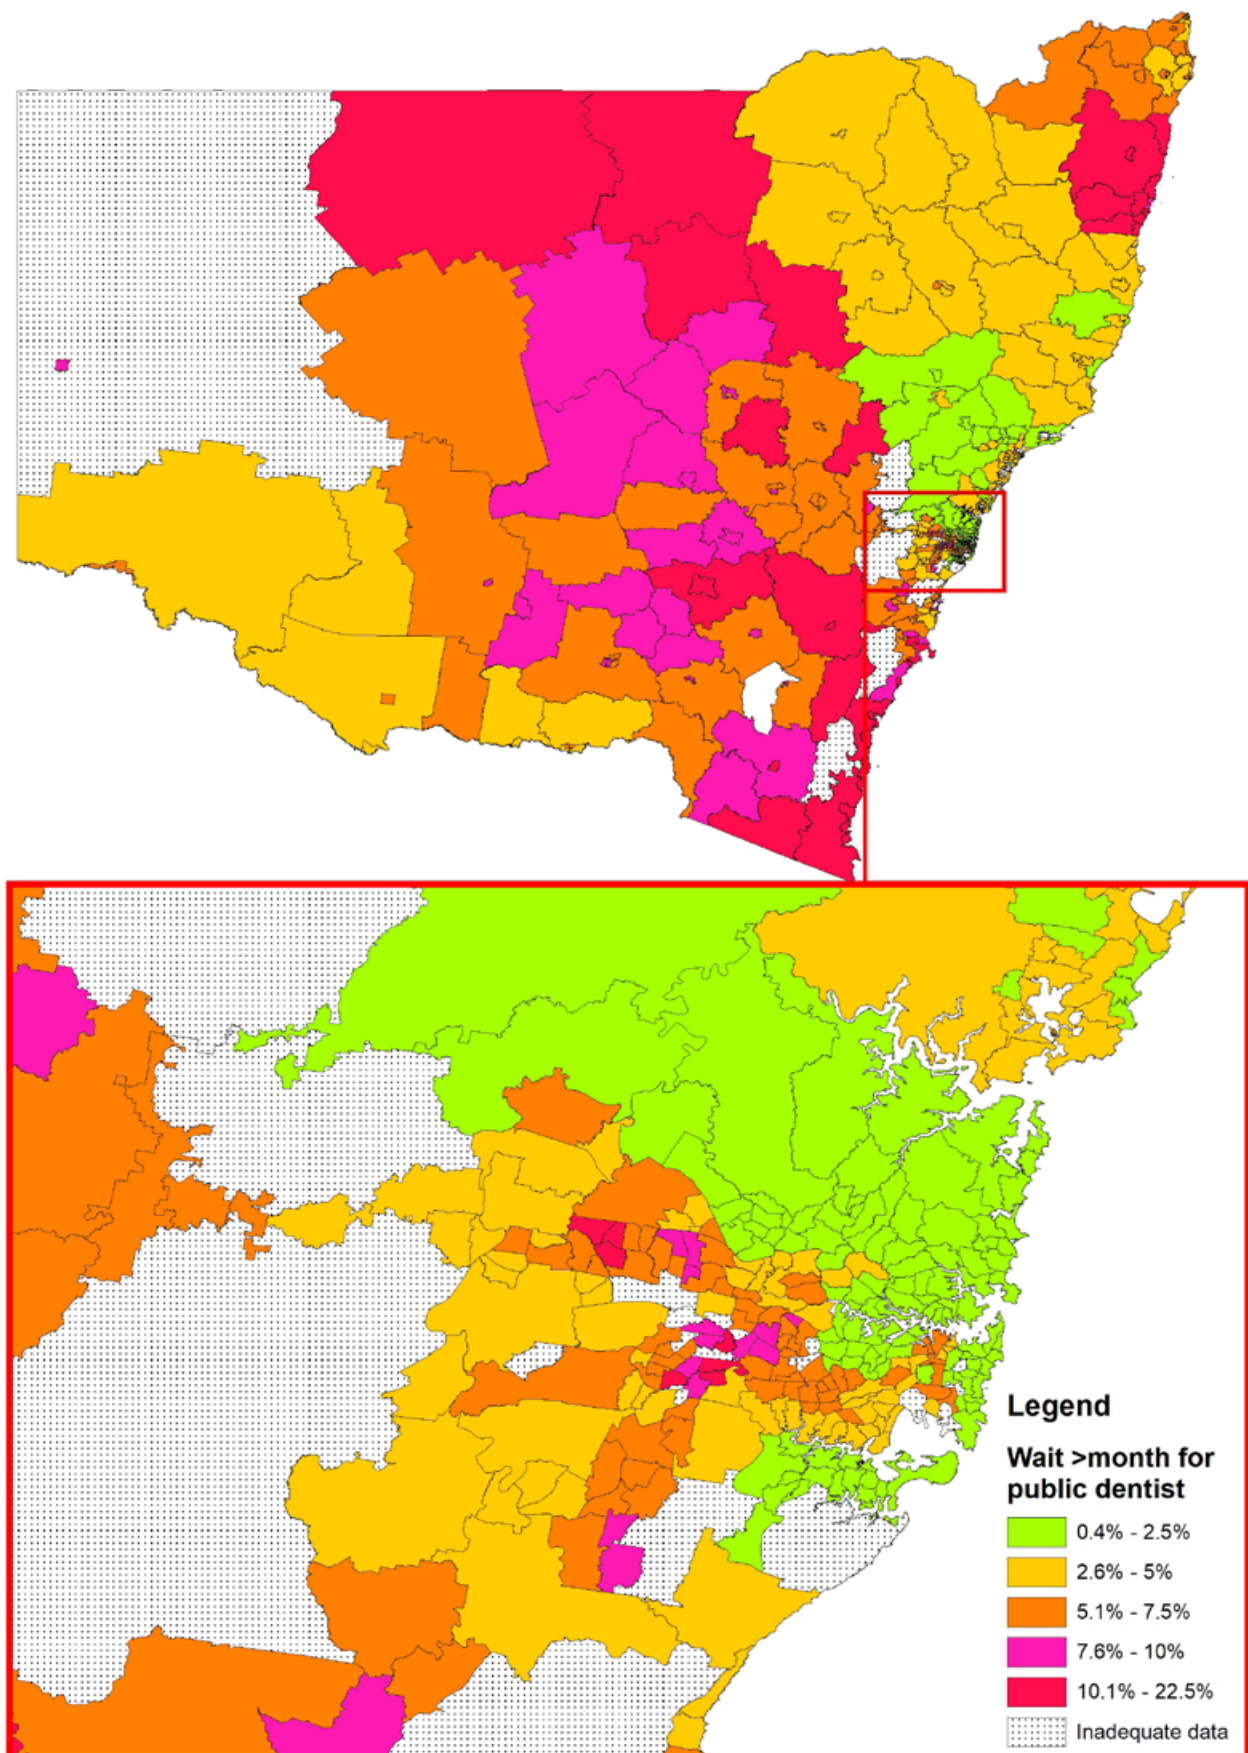 Legend
Wait >month for
public dentist
0.4% - 2.5%
2.6% - 5%
5.1% - 7.5%
7.6% - 10%
10.1% - 22.5%
Inadequate data